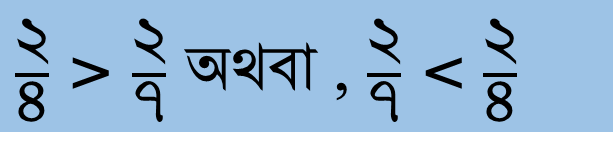 ২/৪ > ২/৭ অথবা , ২/৭ < ২/৪